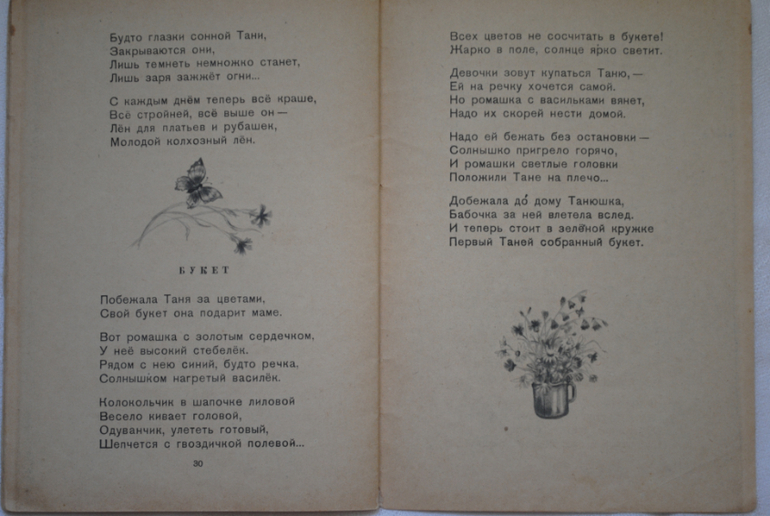 Будто глазки сонной Тани,
Закрываются они,
Лишь темнеть немножко станет,
Лишь заря зажжёт огни...
С каждым днём теперь всё краше,
Всё стройней, всё выше он —
Лён для платьев и рубашек,
Молодой колхозный лён.
БУКЕТ
Побежала Таня за цветами,
Свой букет она подарит маме.
Вот ромашка с золотым сердечком,
У неё высокий стебелёк.
Рядом с нею синий, будто речка,
Солнышком нагретый василёк.
Колокольчик в шапочке лиловой
Весело кивает головой,
Одуванчик, улететь готовый,
Шепчется с гвоздичкой полевой...
30
Всех цветов не сосчитать в букете!
Жарко в поле, солнце ярко светит.
Девочки зовут купаться Таню, —
Ей на речку хочется самой.
Но ромашка с васильками вянет,
Надо их скорей нести домой.
Надо ей бежать без остановки —
Солнышко пригрело горячо,
И ромашки светлые головки
Положили Тане на плечо...
Добежала до́ дому Танюшка,
Бабочка за ней влетела вслед.
И теперь стоит в зелёной кружке
Первый Таней собранный букет.